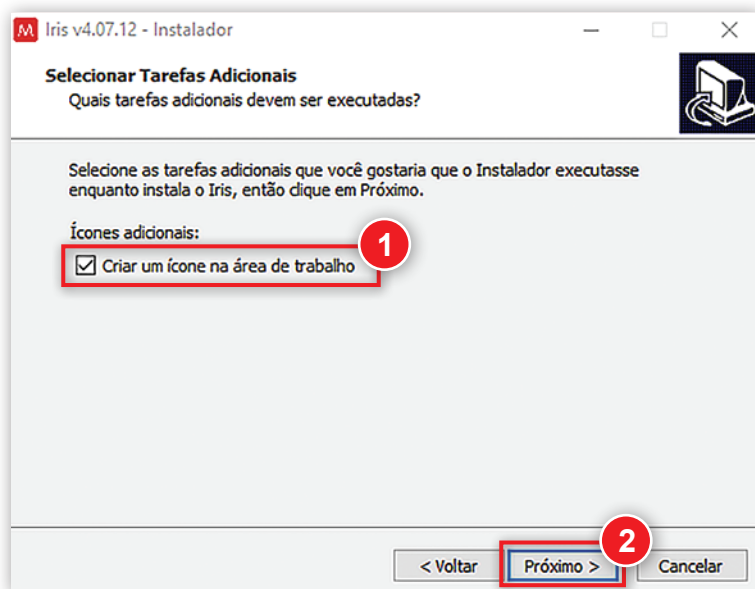 Iris v4.07.12 - Instalador
Selecionar Tarefas Adicionais
Quais tarefas adicionais devem ser executadas?
Selecione as tarefas adicionais que você gostaria que o Instalador executasse
enquanto instala o Iris, então clique em Próximo.
Ícones adicionais:
1
Criar um ícone na área de trabalho
2
< Voltar
Próximo >
Cancelar